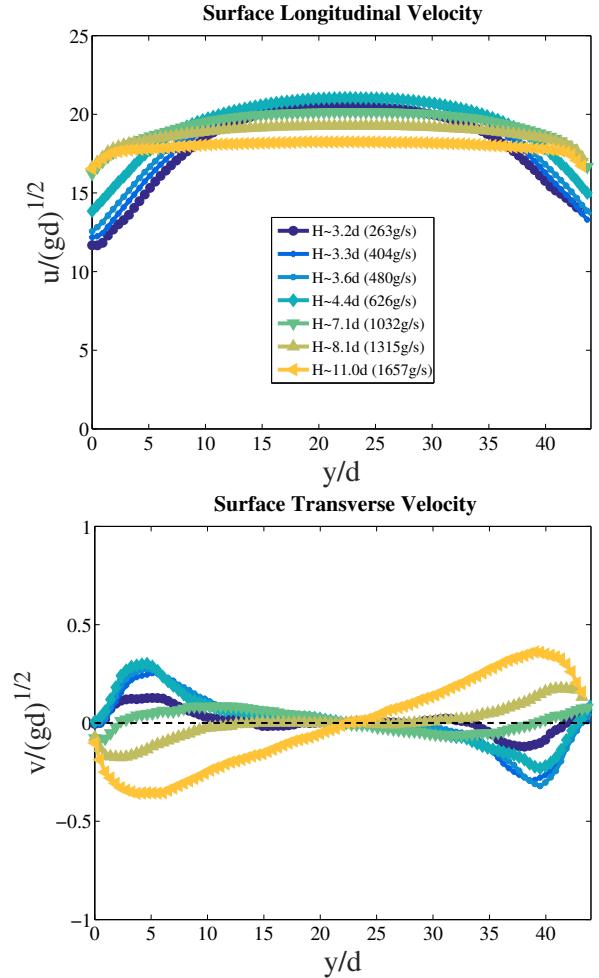 Surface Longitudinal Velocity
25
20
15
10
5
0
u/(gd)^{1/2}
H~3.2d (263g/s)
H~3.3d (404g/s)
H~3.6d (480g/s)
H~4.4d (626g/s)
H~7.1d (1032g/s)
H~8.1d (1315g/s)
H~11.0d (1657g/s)
0 5 10 15 20 25 30 35 40
y/d
Surface Transverse Velocity
1
0.5
0
−0.5
−1
v/(gd)^{1/2}
0 5 10 15 20 25 30 35 40
y/d